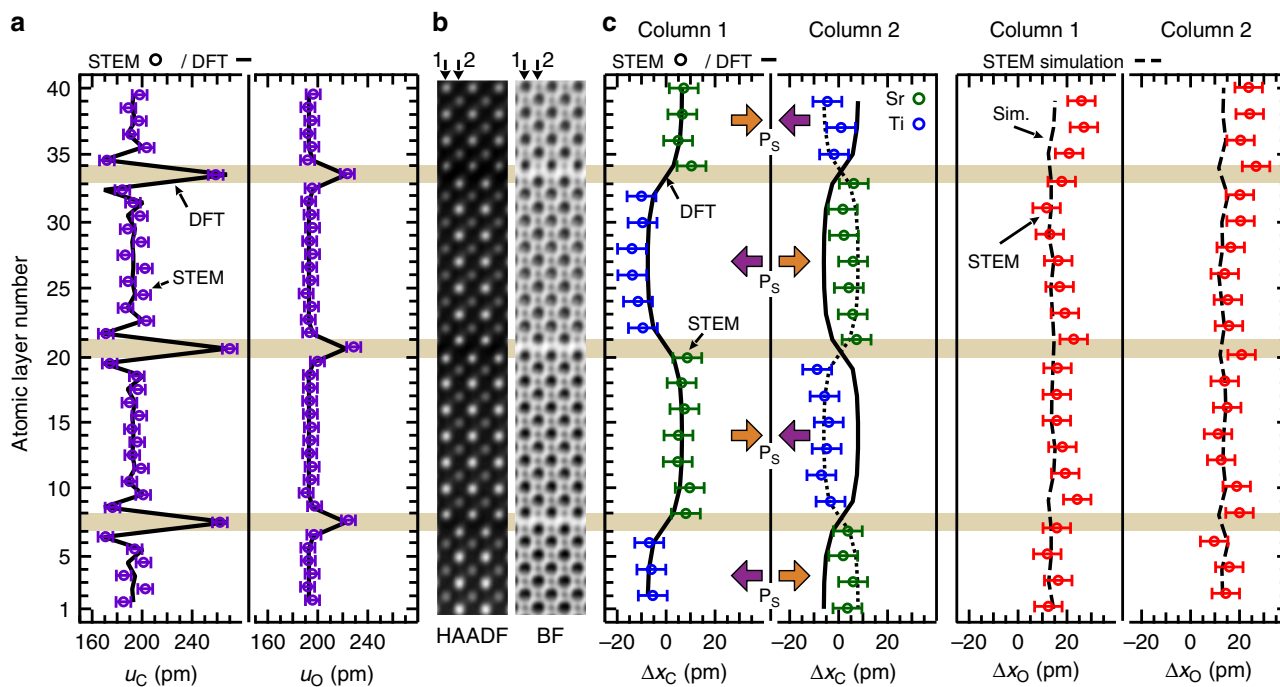 a
b
c
Column 1
Column 2
Column 1
Column 2
STEM / DFT
1 2
1 2
STEM / DFT
STEM simulation
Atomic layer number
40
35
30
25
20
15
10
5
1
DFT
STEM
HAADF
BF
Sr
Ti
P_S
DFT
P_S
STEM
P_S
P_S
Sim.
STEM
160 200 240
160 200 240
−20 0 20
−20 0 20
−20 0 20
−20 0 20
u_C (pm)
u_O (pm)
Δx_C (pm)
Δx_C (pm)
Δx_O (pm)
Δx_O (pm)